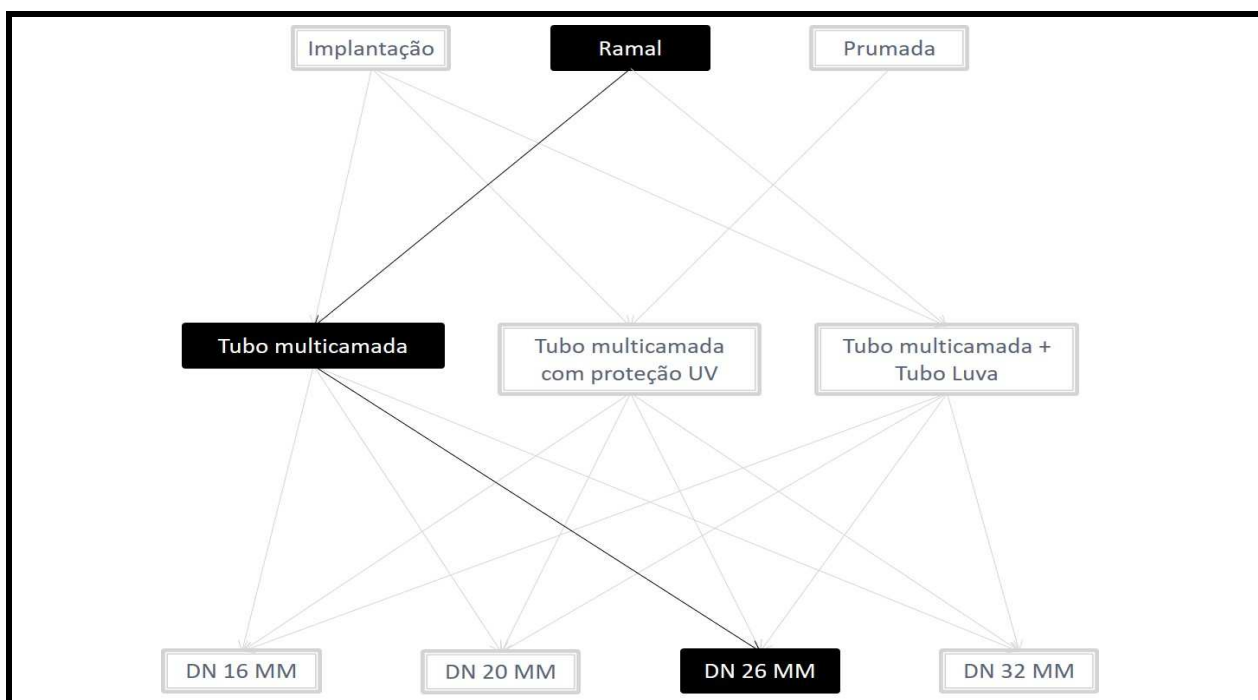 Implantação
Ramal
Prumada
Tubo multicamada
Tubo multicamada
com proteção UV
Tubo multicamada +
Tubo Luva
DN 16 MM
DN 20 MM
DN 26 MM
DN 32 MM